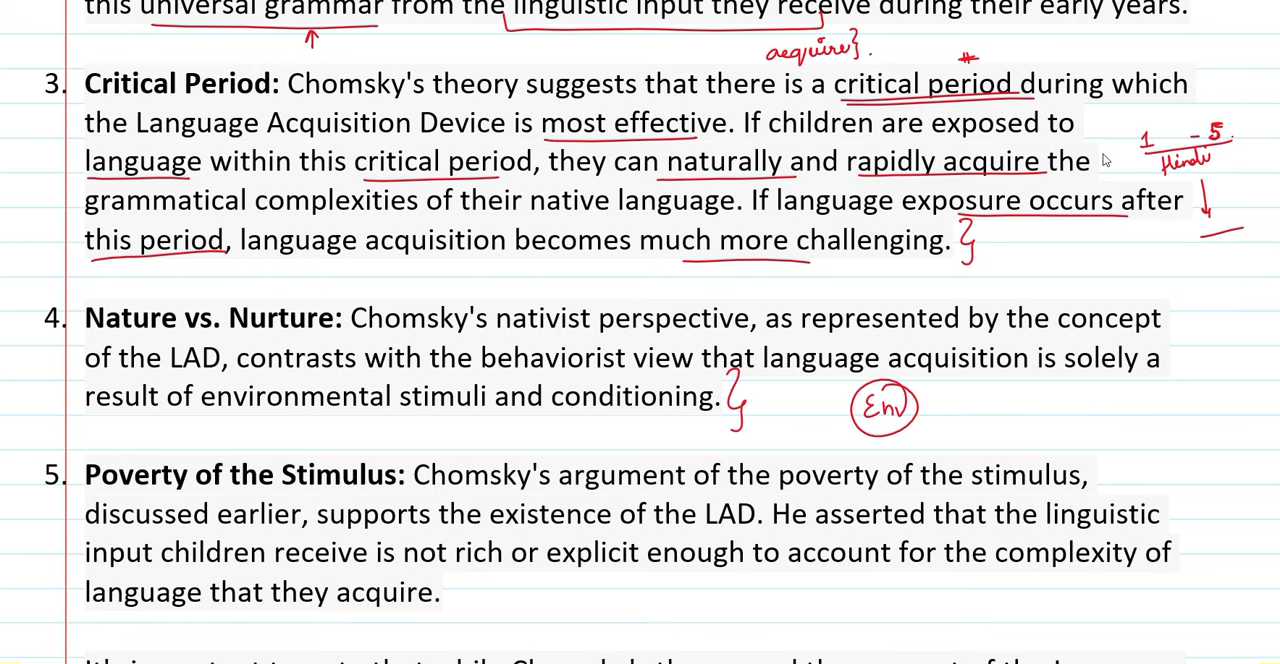 this universal grammar from the linguistic input they receive during their early years.
acquire}.
3. Critical Period: Chomsky's theory suggests that there is a critical period during which
the Language Acquisition Device is most effective. If children are exposed to
1 - 5.
language within this critical period, they can naturally and rapidly acquire the
Hindi
grammatical complexities of their native language. If language exposure occurs after
this period, language acquisition becomes much more challenging. }
4. Nature vs. Nurture: Chomsky's nativist perspective, as represented by the concept
of the LAD, contrasts with the behaviorist view that language acquisition is solely a
result of environmental stimuli and conditioning. }
Env
5. Poverty of the Stimulus: Chomsky's argument of the poverty of the stimulus,
discussed earlier, supports the existence of the LAD. He asserted that the linguistic
input children receive is not rich or explicit enough to account for the complexity of
language that they acquire.